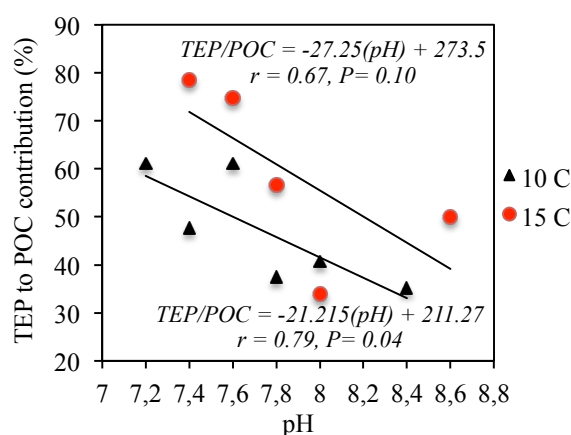 TEP/POC = -27.25(pH) + 273.5
r = 0.67, P= 0.10
90
80
70
60
50
40
30
20
TEP to POC contribution (%)
10 C
15 C
TEP/POC = -21.215(pH) + 211.27
r = 0.79, P= 0.04
7 7,2 7,4 7,6 7,8 8 8,2 8,4 8,6 8,8
pH